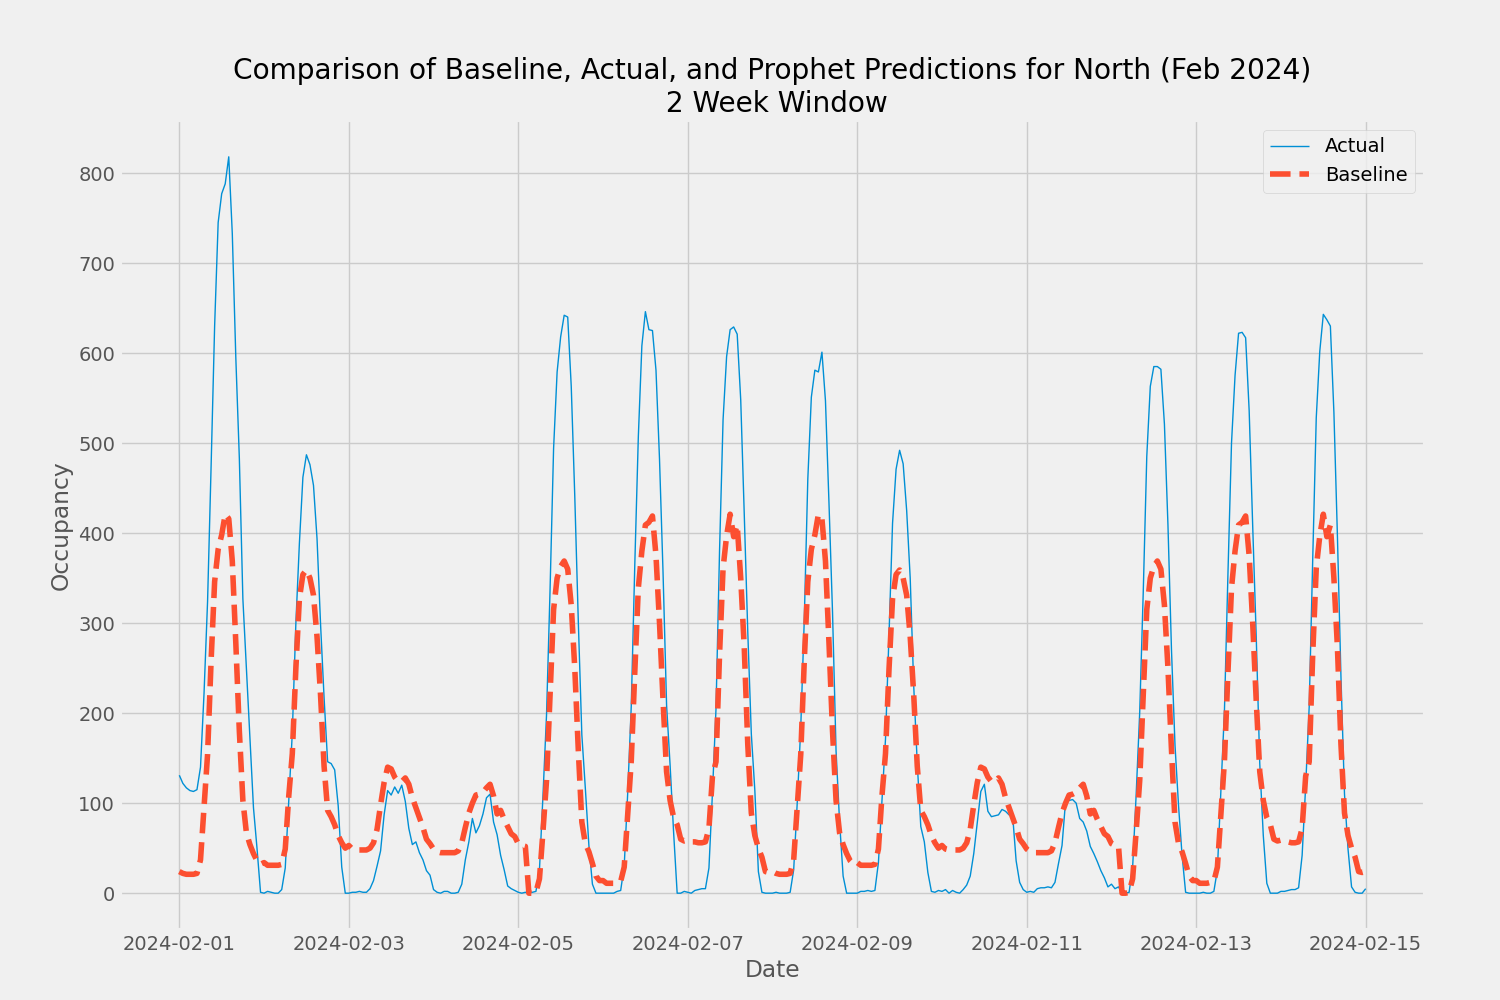 Comparison of Baseline, Actual, and Prophet Predictions for North (Feb 2024)
2 Week Window
Actual
Baseline
800
700
600
500
400
300
200
100
0
Occupancy
2024-02-01
2024-02-03
2024-02-05
2024-02-07
2024-02-09
2024-02-11
2024-02-13
2024-02-15
Date